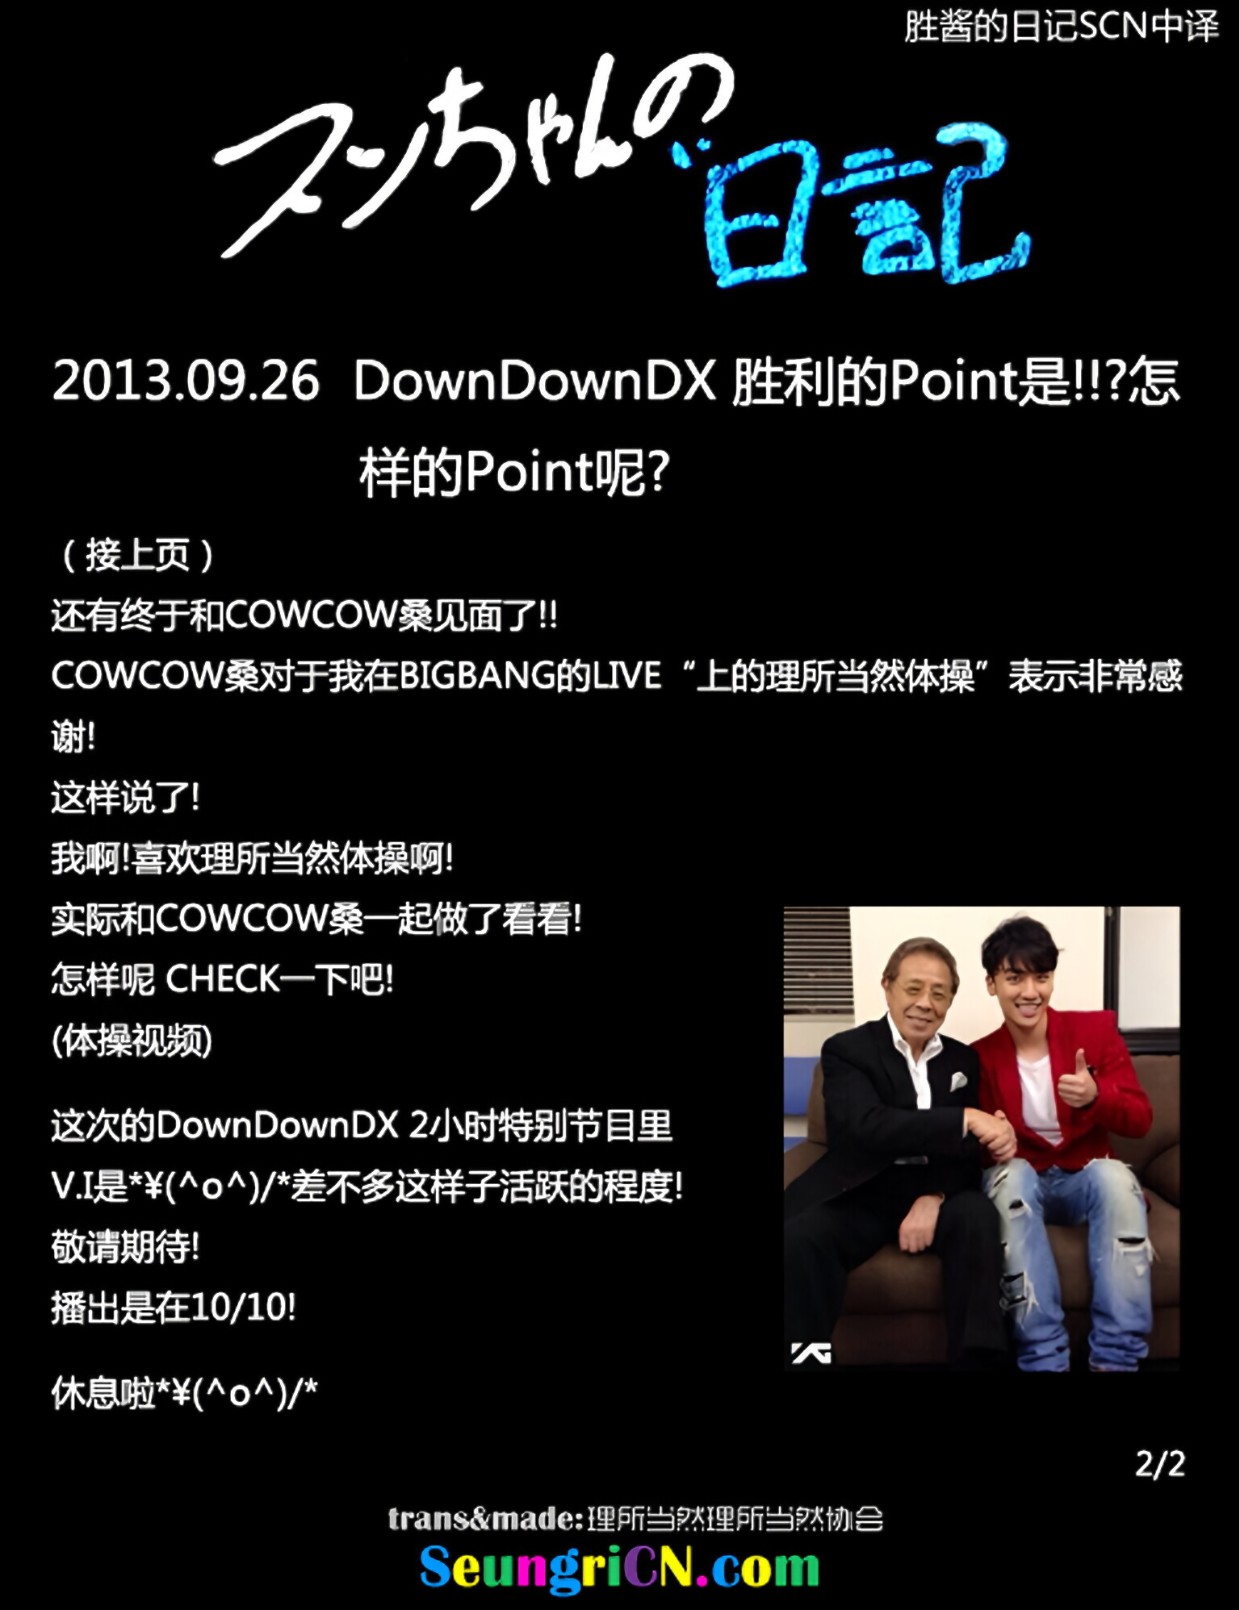 胜酱的日记SCN中译
スンちゃんの
日記
2013.09.26 DownDownDX 胜利的Point是!!?怎
样的Point呢?
（接上页）
还有终于和COWCOW桑见面了!!
COWCOW桑对于我在BIGBANG的LIVE“上的理所当然体操”表示非常感
谢!
这样说了!
我啊!喜欢理所当然体操啊!
实际和COWCOW桑一起做了看看!
怎样呢 CHECK一下吧!
(体操视频)
这次的DownDownDX 2小时特别节目里
V.I是*¥(^o^)/*差不多这样子活跃的程度!
敬请期待!
播出是在10/10!
休息啦*¥(^o^)/*
YG
2/2
trans&made:理所当然理所当然协会
SeungriCN.com